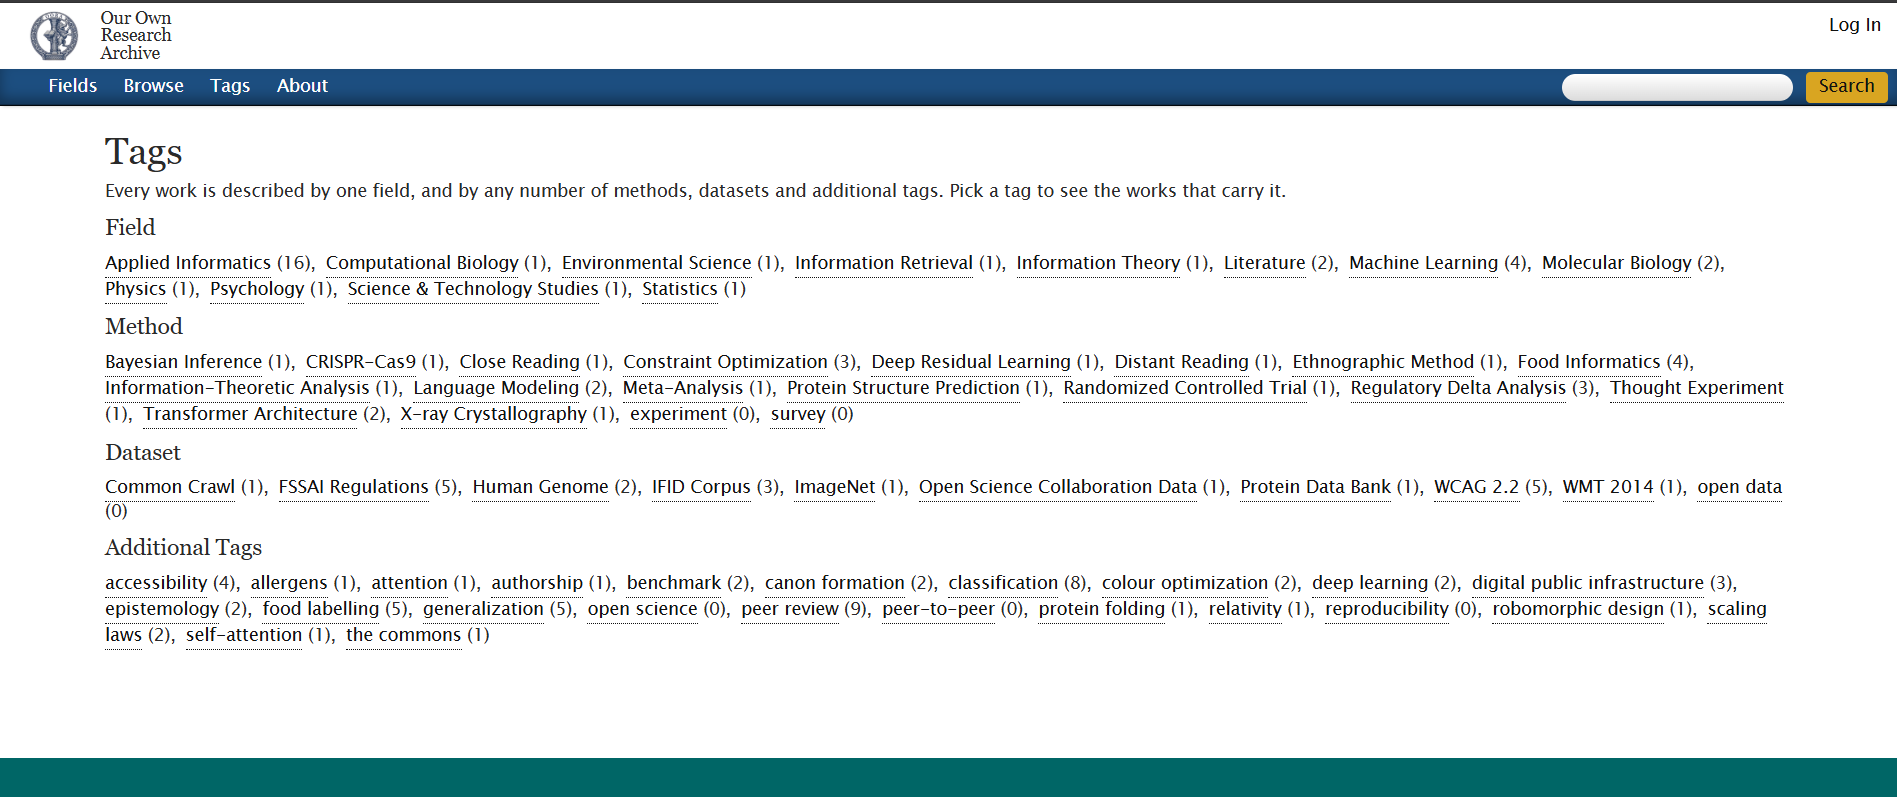 Our Own
Research
Archive
Log In
Fields Browse Tags About
Search
Tags
Every work is described by one field, and by any number of methods, datasets and additional tags. Pick a tag to see the works that carry it.
Field
Applied Informatics (16), Computational Biology (1), Environmental Science (1), Information Retrieval (1), Information Theory (1), Literature (2), Machine Learning (4), Molecular Biology (2),
Physics (1), Psychology (1), Science & Technology Studies (1), Statistics (1)
Method
Bayesian Inference (1), CRISPR-Cas9 (1), Close Reading (1), Constraint Optimization (3), Deep Residual Learning (1), Distant Reading (1), Ethnographic Method (1), Food Informatics (4),
Information-Theoretic Analysis (1), Language Modeling (2), Meta-Analysis (1), Protein Structure Prediction (1), Randomized Controlled Trial (1), Regulatory Delta Analysis (3), Thought Experiment
(1), Transformer Architecture (2), X-ray Crystallography (1), experiment (0), survey (0)
Dataset
Common Crawl (1), FSSAI Regulations (5), Human Genome (2), IFID Corpus (3), ImageNet (1), Open Science Collaboration Data (1), Protein Data Bank (1), WCAG 2.2 (5), WMT 2014 (1), open data
(0)
Additional Tags
accessibility (4), allergens (1), attention (1), authorship (1), benchmark (2), canon formation (2), classification (8), colour optimization (2), deep learning (2), digital public infrastructure (3),
epistemology (2), food labelling (5), generalization (5), open science (0), peer review (9), peer-to-peer (0), protein folding (1), relativity (1), reproducibility (0), robomorphic design (1), scaling
laws (2), self-attention (1), the commons (1)